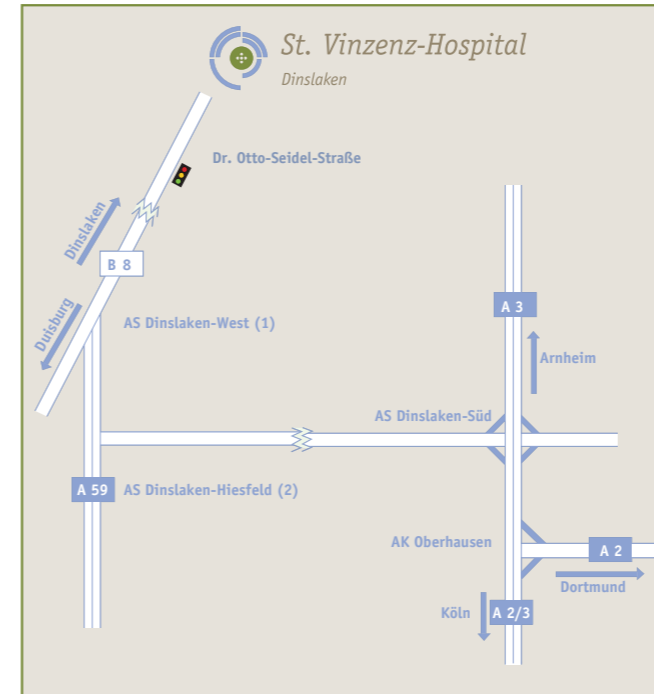 St. Vinzenz-Hospital
Dinslaken
Dr. Otto-Seidel-Straße
Dinslaken
B 8
Duisburg
AS Dinslaken-West (1)
A 3
Arnheim
AS Dinslaken-Süd
A 59
AS Dinslaken-Hiesfeld (2)
AK Oberhausen
A 2
Dortmund
Köln
A 2/3